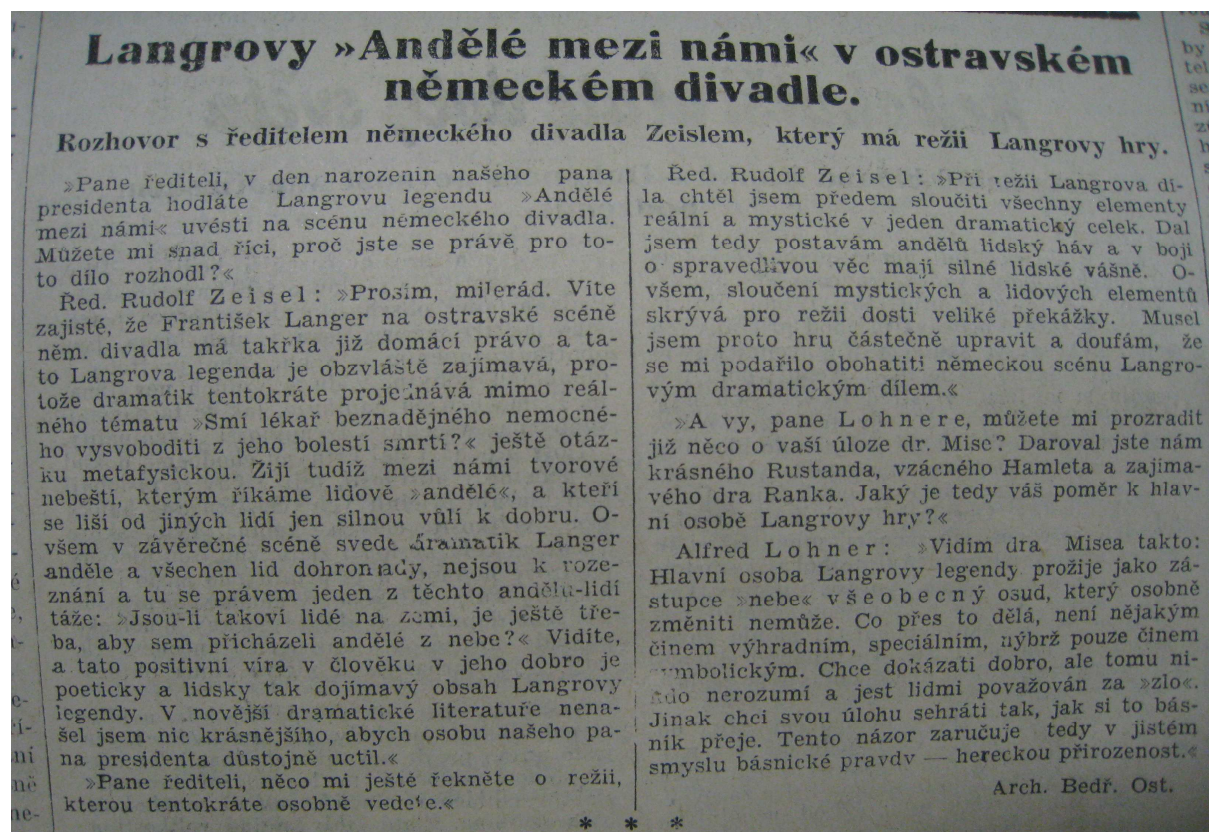 Langrovy »Andělé mezi námi« v ostravském
německém divadle.
Rozhovor s ředitelem německého divadla Zeislem, který má režii Langrovy hry.
»Pane řediteli, v den narozenin našeho pana
presidenta hodláte Langrovu legendu »Andělé
mezi námi« uvésti na scénu německého divadla.
Můžete mi snad říci, proč jste se právě pro to-
to dílo rozhodl?«
Řed. Rudolf Zeisel: »Prosím, milerád. Víte
zajisté, že František Langer na ostravské scéně
něm. divadla má takřka již domácí právo a ta-
to Langrova legenda je obzvláště zajímavá, pro-
tože dramatik tentokráte projednává mimo reál-
ného tématu »Smí lékař beznadějného nemocné-
ho vysvoboditi z jeho bolestí smrtí?« ještě otáz-
ku metafysickou. Žijí tudíž mezi námi tvorové
nebeští, kterým říkáme lidově »andělé«, a kteří
se liší od jiných lidí jen silnou vůlí k dobru. O-
všem v závěrečné scéně svede dramatik Langer
anděle a všechen lid dohromady, nejsou k roze-
znání a tu se právem jeden z těchto andělu-lidí
táže: »Jsou-li takoví lidé na zemi, je ještě tře-
ba, aby sem přicházeli andělé z nebe?« Vidíte,
a tato positivní víra v člověku v jeho dobro je
poeticky a lidsky tak dojímavý obsah Langrovy
legendy. V novější dramatické literatuře nena-
šel jsem nic krásnějšího, abych osobu našeho pa-
na presidenta důstojně uctil.«
»Pane řediteli, něco mi ještě řekněte o režii,
kterou tentokráte osobně vedete.«
Řed. Rudolf Zeisel: »Při režii Langrova dí-
la chtěl jsem předem sloučiti všechny elementy
reální a mystické v jeden dramatický celek. Dal
jsem tedy postavám andělů lidský háv a v boji
o spravedlivou věc mají silné lidské vášně. O-
všem, sloučení mystických a lidových elementů
skrývá pro režii dosti veliké překážky. Musel
jsem proto hru částečně upravit a doufám, že
se mi podařilo obohatiti německou scénu Langro-
vým dramatickým dílem.«
»A vy, pane Lohnere, můžete mi prozradit
již něco o vaší úloze dr. Mise? Daroval jste nám
krásného Rustanda, vzácného Hamleta a zajíma-
vého dra Ranka. Jaký je tedy váš poměr k hlav-
ní osobě Langrovy hry?«
Alfred Lohner: »Vidím dra Misea takto:
Hlavní osoba Langrovy legendy prožije jako zá-
stupce »nebe« všeobecný osud, který osobně
změniti nemůže. Co přes to dělá, není nějakým
činem výhradním, speciálním, nýbrž pouze činem
symbolickým. Chce dokázati dobro, ale tomu ni-
kdo nerozumí a jest lidmi považován za »zlo«.
Jinak chci svou úlohu sehráti tak, jak si to bás-
ník přeje. Tento názor zaručuje tedy v jistém
smyslu básnické pravdy — hereckou přirozenost.«
Arch. Bedř. Ost.
* * *